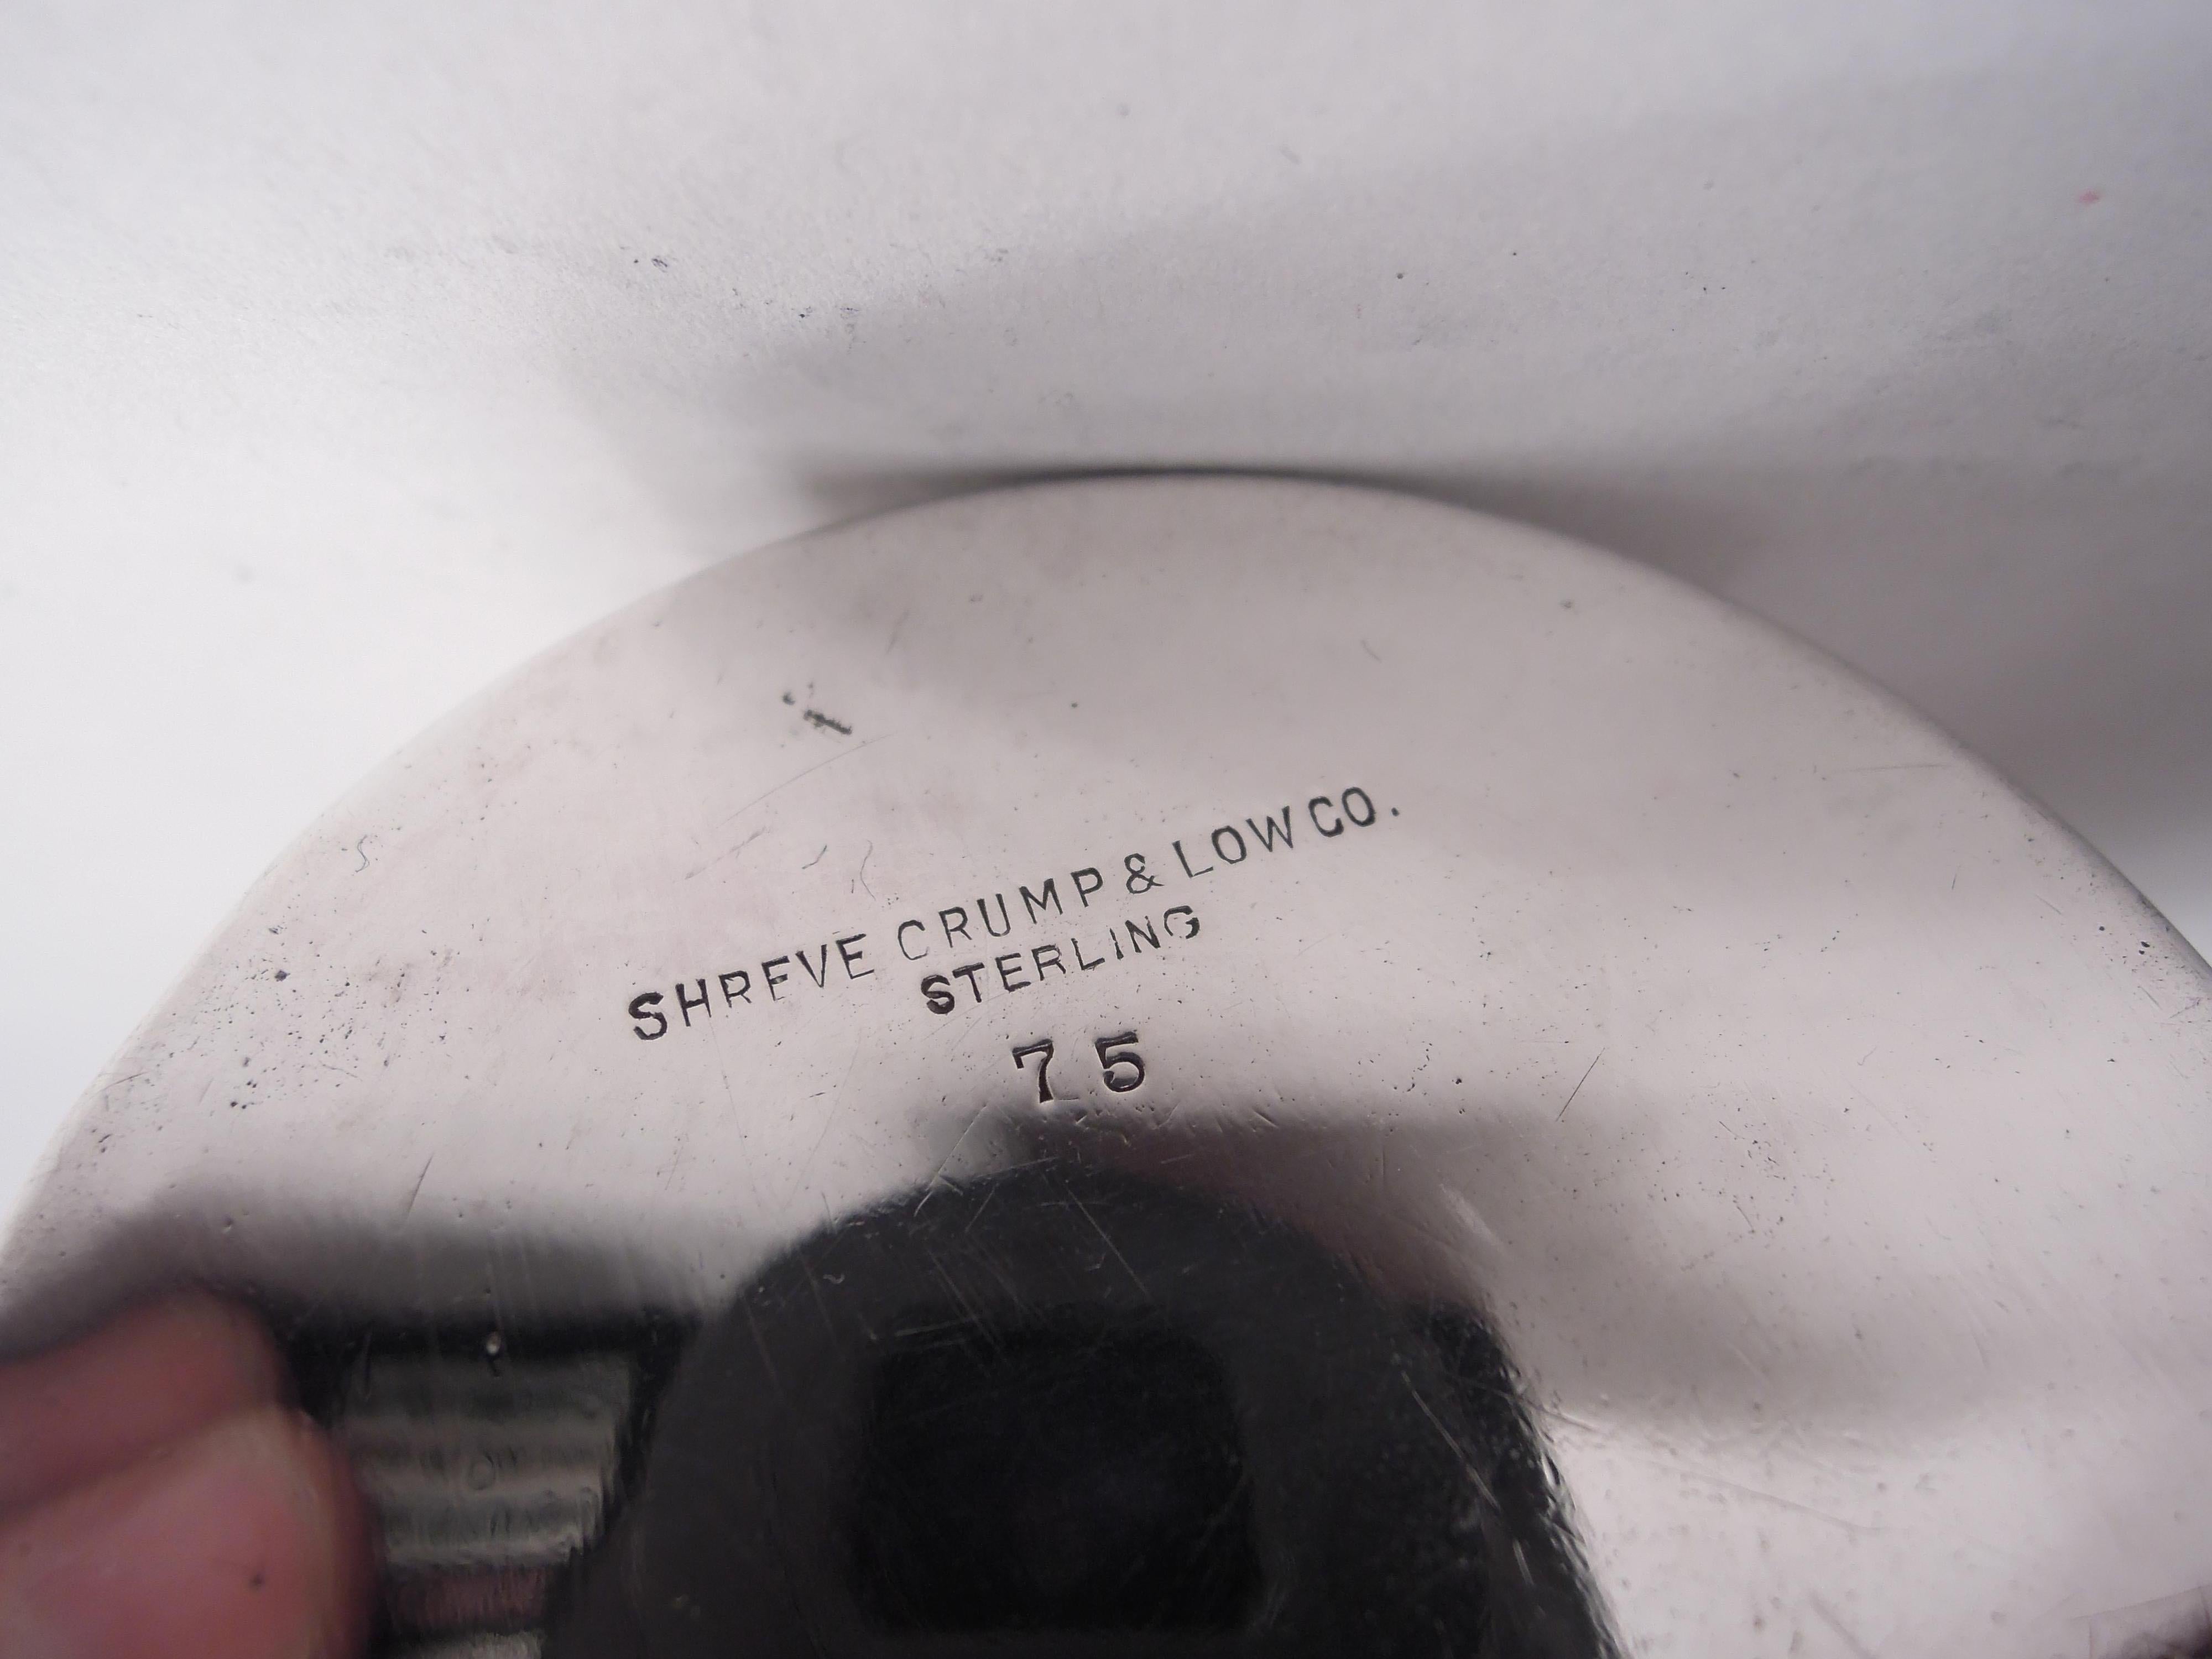 SHREVE CRUMP & LOW CO.
STERLING
75